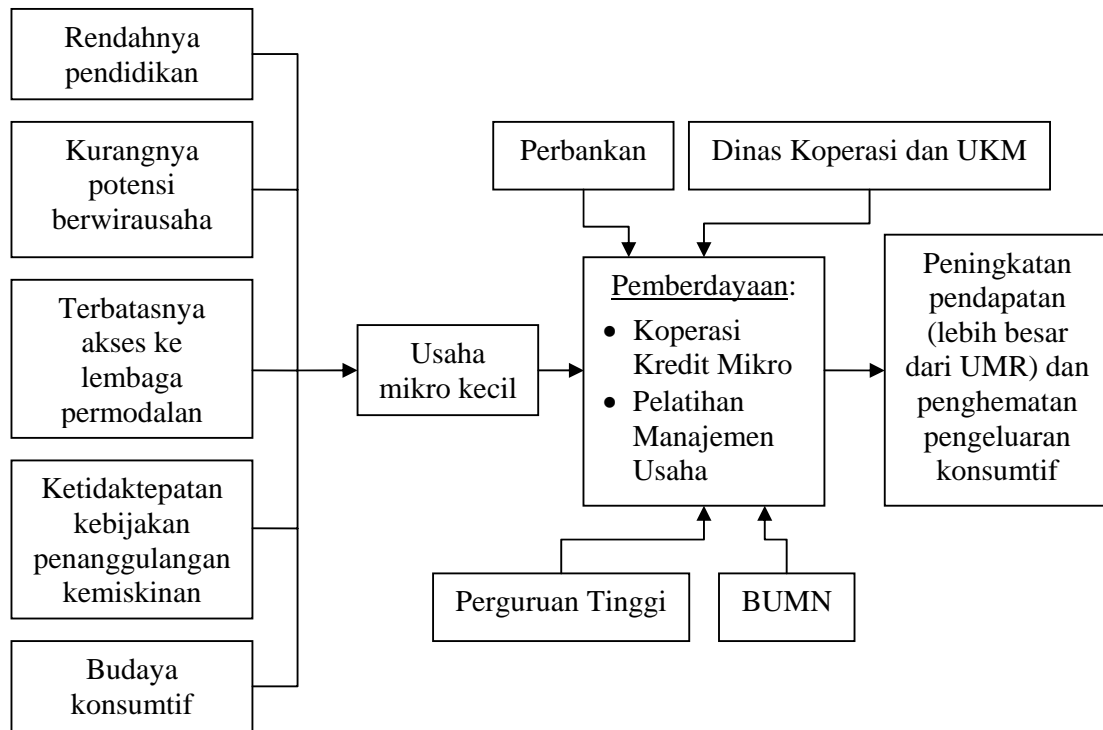 Rendahnya
pendidikan
Kurangnya
potensi
berwirausaha
Terbatasnya
akses ke
lembaga
permodalan
Ketidaktepatan
kebijakan
penanggulangan
kemiskinan
Budaya
konsumtif
Usaha
mikro kecil
Perbankan
Dinas Koperasi dan UKM
Pemberdayaan:
• Koperasi
Kredit Mikro
• Pelatihan
Manajemen
Usaha
Perguruan Tinggi
BUMN
Peningkatan
pendapatan
(lebih besar
dari UMR) dan
penghematan
pengeluaran
konsumtif